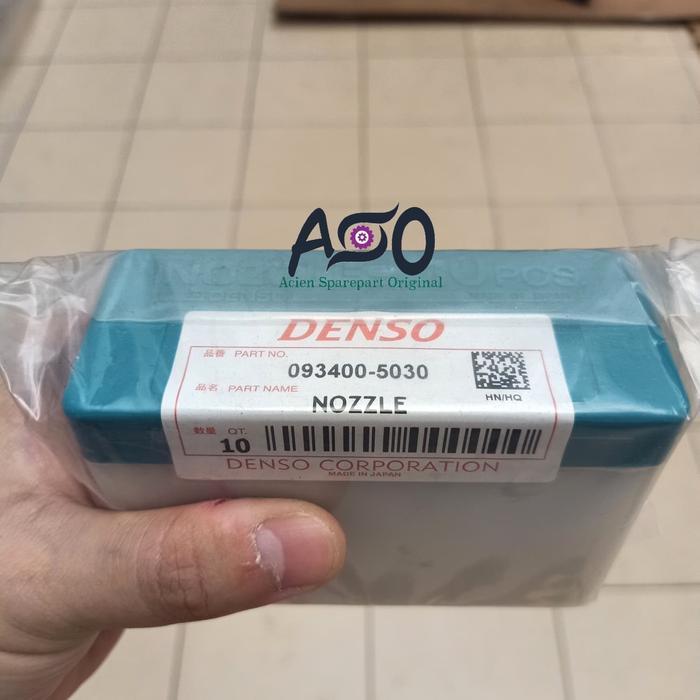 ASO
Acien Sparepart Original
PCS.
DENSO
品番 PART NO.
093400-5030
HN/HQ
品名 PART NAME
NOZZLE
数量 QT.
10
DENSO CORPORATION
MADE IN JAPAN